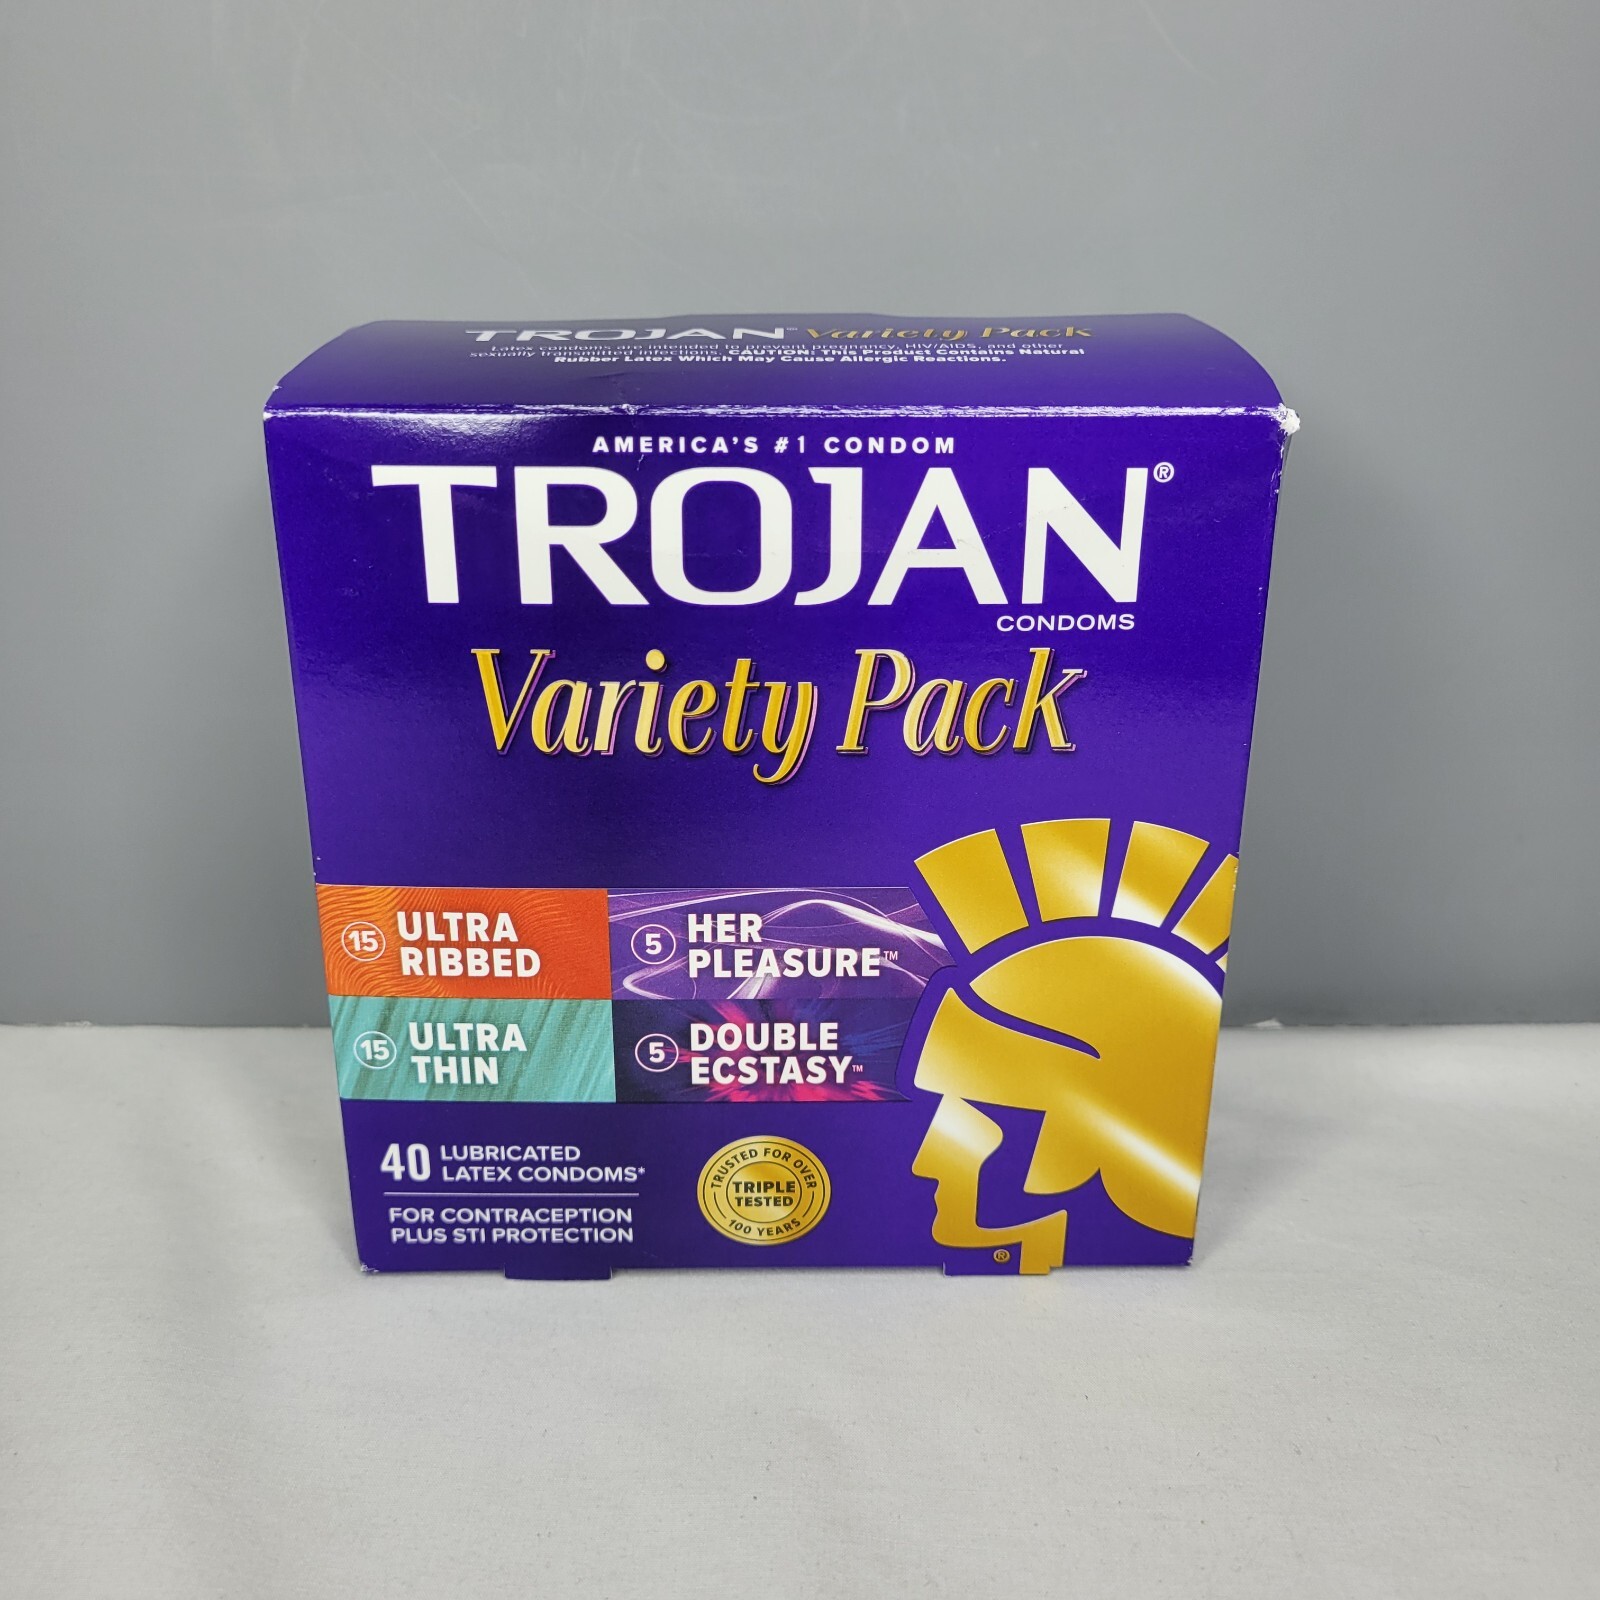 TROJAN™ Variety Pack
Latex condoms are intended to prevent pregnancy, HIV/AIDS, and other
sexually transmitted infections. CAUTION: This Product Contains Natural
Rubber Latex Which May Cause Allergic Reactions.
AMERICA'S #1 CONDOM
TROJAN®
CONDOMS
Variety Pack
15 ULTRA
RIBBED
5 HER
PLEASURE™
15 ULTRA
THIN
5 DOUBLE
ECSTASY™
40 LUBRICATED
LATEX CONDOMS*
FOR CONTRACEPTION
PLUS STI PROTECTION
TRUSTED FOR OVER
TRIPLE
TESTED
100 YEARS
®